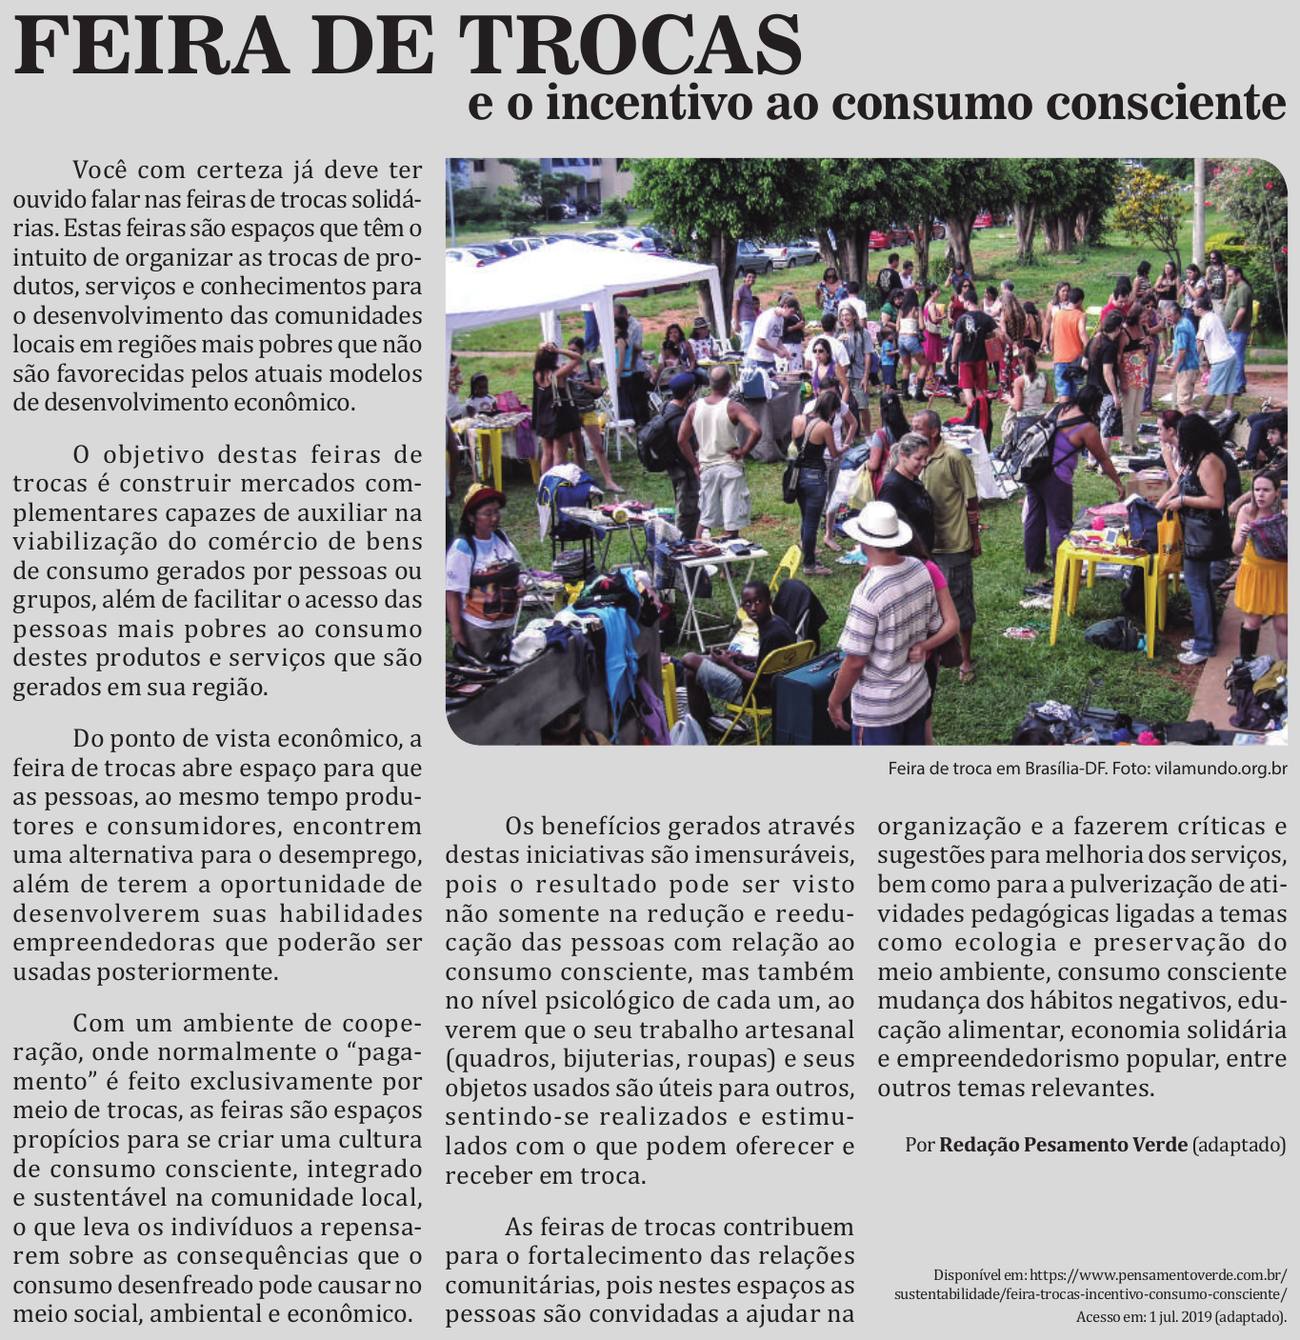 FEIRA DE TROCAS
e o incentivo ao consumo consciente
Você com certeza já deve ter
ouvido falar nas feiras de trocas solidá-
rias. Estas feiras são espaços que têm o
intuito de organizar as trocas de pro-
dutos, serviços e conhecimentos para
o desenvolvimento das comunidades
locais em regiões mais pobres que não
são favorecidas pelos atuais modelos
de desenvolvimento econômico.
O objetivo destas feiras de
trocas é construir mercados com-
plementares capazes de auxiliar na
viabilização do comércio de bens
de consumo gerados por pessoas ou
grupos, além de facilitar o acesso das
pessoas mais pobres ao consumo
destes produtos e serviços que são
gerados em sua região.
Do ponto de vista econômico, a
feira de trocas abre espaço para que
as pessoas, ao mesmo tempo produ-
tores e consumidores, encontrem
uma alternativa para o desemprego,
além de terem a oportunidade de
desenvolverem suas habilidades
empreendedoras que poderão ser
usadas posteriormente.
Com um ambiente de coope-
ração, onde normalmente o “paga-
mento” é feito exclusivamente por
meio de trocas, as feiras são espaços
propícios para se criar uma cultura
de consumo consciente, integrado
e sustentável na comunidade local,
o que leva os indivíduos a repensa-
rem sobre as consequências que o
consumo desenfreado pode causar no
meio social, ambiental e econômico.
Feira de troca em Brasília-DF. Foto: vilamundo.org.br
Os benefícios gerados através
destas iniciativas são imensuráveis,
pois o resultado pode ser visto
não somente na redução e reedu-
cação das pessoas com relação ao
consumo consciente, mas também
no nível psicológico de cada um, ao
verem que o seu trabalho artesanal
(quadros, bijuterias, roupas) e seus
objetos usados são úteis para outros,
sentindo-se realizados e estimu-
lados com o que podem oferecer e
receber em troca.
As feiras de trocas contribuem
para o fortalecimento das relações
comunitárias, pois nestes espaços as
pessoas são convidadas a ajudar na
organização e a fazerem críticas e
sugestões para melhoria dos serviços,
bem como para a pulverização de ati-
vidades pedagógicas ligadas a temas
como ecologia e preservação do
meio ambiente, consumo consciente
mudança dos hábitos negativos, edu-
cação alimentar, economia solidária
e empreendedorismo popular, entre
outros temas relevantes.
Por Redação Pesamento Verde (adaptado)
Disponível em: https://www.pensamentoverde.com.br/
sustentabilidade/feira-trocas-incentivo-consumo-consciente/
Acesso em: 1 jul. 2019 (adaptado).